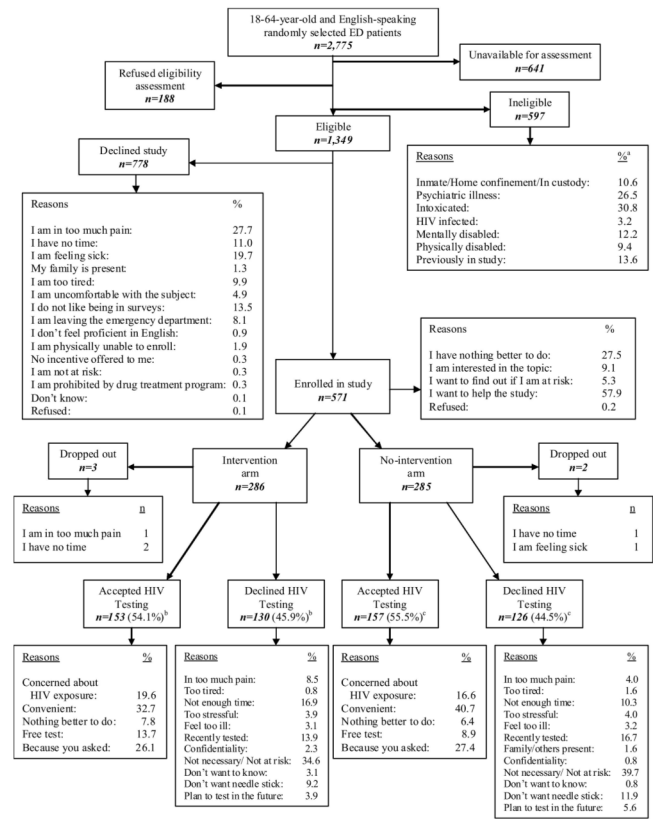 18-64-year-old and English-speaking
randomly selected ED patients
n=2,775
Unavailable for assessment
n=641
Refused eligibility
assessment
n=188
Ineligible
n=597
Eligible
n=1,349
Declined study
n=778
Reasons %ᵃ
Inmate/Home confinement/In custody: 10.6
Psychiatric illness: 26.5
Intoxicated: 30.8
HIV infected: 3.2
Mentally disabled: 12.2
Physically disabled: 9.4
Previously in study: 13.6
Reasons %
I am in too much pain: 27.7
I have no time: 11.0
I am feeling sick: 19.7
My family is present: 1.3
I am too tired: 9.9
I am uncomfortable with the subject: 4.9
I do not like being in surveys: 13.5
I am leaving the emergency department: 8.1
I don't feel proficient in English: 0.9
I am physically unable to enroll: 1.9
No incentive offered to me: 0.3
I am not at risk: 0.3
I am prohibited by drug treatment program: 0.3
Don't know: 0.1
Refused: 0.1
Reasons %
I have nothing better to do: 27.5
I am interested in the topic: 9.1
I want to find out if I am at risk: 5.3
I want to help the study: 57.9
Refused: 0.2
Enrolled in study
n=571
Dropped out
n=3
Intervention
arm
n=286
No-intervention
arm
n=285
Dropped out
n=2
Reasons n
I am in too much pain 1
I have no time 2
Reasons n
I have no time 1
I am feeling sick 1
Accepted HIV
Testing
n=153 (54.1%)ᵇ
Declined HIV
Testing
n=130 (45.9%)ᵇ
Accepted HIV
Testing
n=157 (55.5%)ᶜ
Declined HIV
Testing
n=126 (44.5%)ᶜ
Reasons %
Concerned about
HIV exposure: 19.6
Convenient: 32.7
Nothing better to do: 7.8
Free test: 13.7
Because you asked: 26.1
Reasons %
In too much pain: 8.5
Too tired: 0.8
Not enough time: 16.9
Too stressful: 3.9
Feel too ill: 3.1
Recently tested: 13.9
Confidentiality: 2.3
Not necessary/ Not at risk: 34.6
Don't want to know: 3.1
Don't want needle stick: 9.2
Plan to test in the future: 3.9
Reasons %
Concerned about
HIV exposure: 16.6
Convenient: 40.7
Nothing better to do: 6.4
Free test: 8.9
Because you asked: 27.4
Reasons %
In too much pain: 4.0
Too tired: 1.6
Not enough time: 10.3
Too stressful: 4.0
Feel too ill: 3.2
Recently tested: 16.7
Family/others present: 1.6
Confidentiality: 0.8
Not necessary/ Not at risk: 39.7
Don't want to know: 0.8
Don't want needle stick: 11.9
Plan to test in the future: 5.6